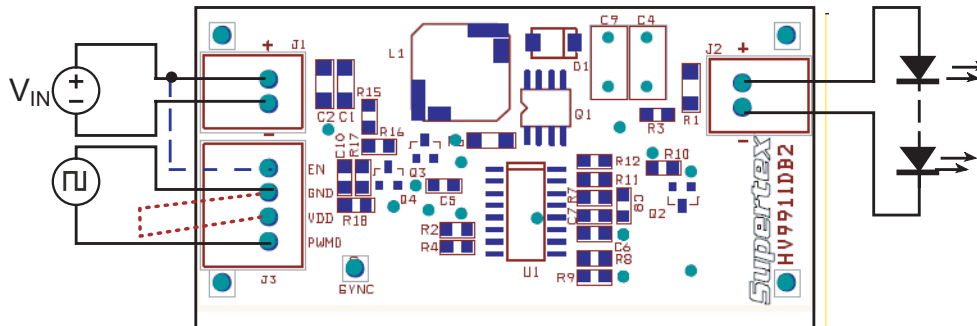 J1
+
-
VIN
+
-
EN
GND
VDD
PWMD
J3
C2
C1
R15
R16
C10
R17
R18
Q3
Q4
C5
R2
R4
SYNC
L1
D1
Q1
U1
C9
C4
R3
R1
J2
+
-
R12
R11
R7
C7
C8
C6
R8
R9
R10
Q2
Supertex
HV9911DB2